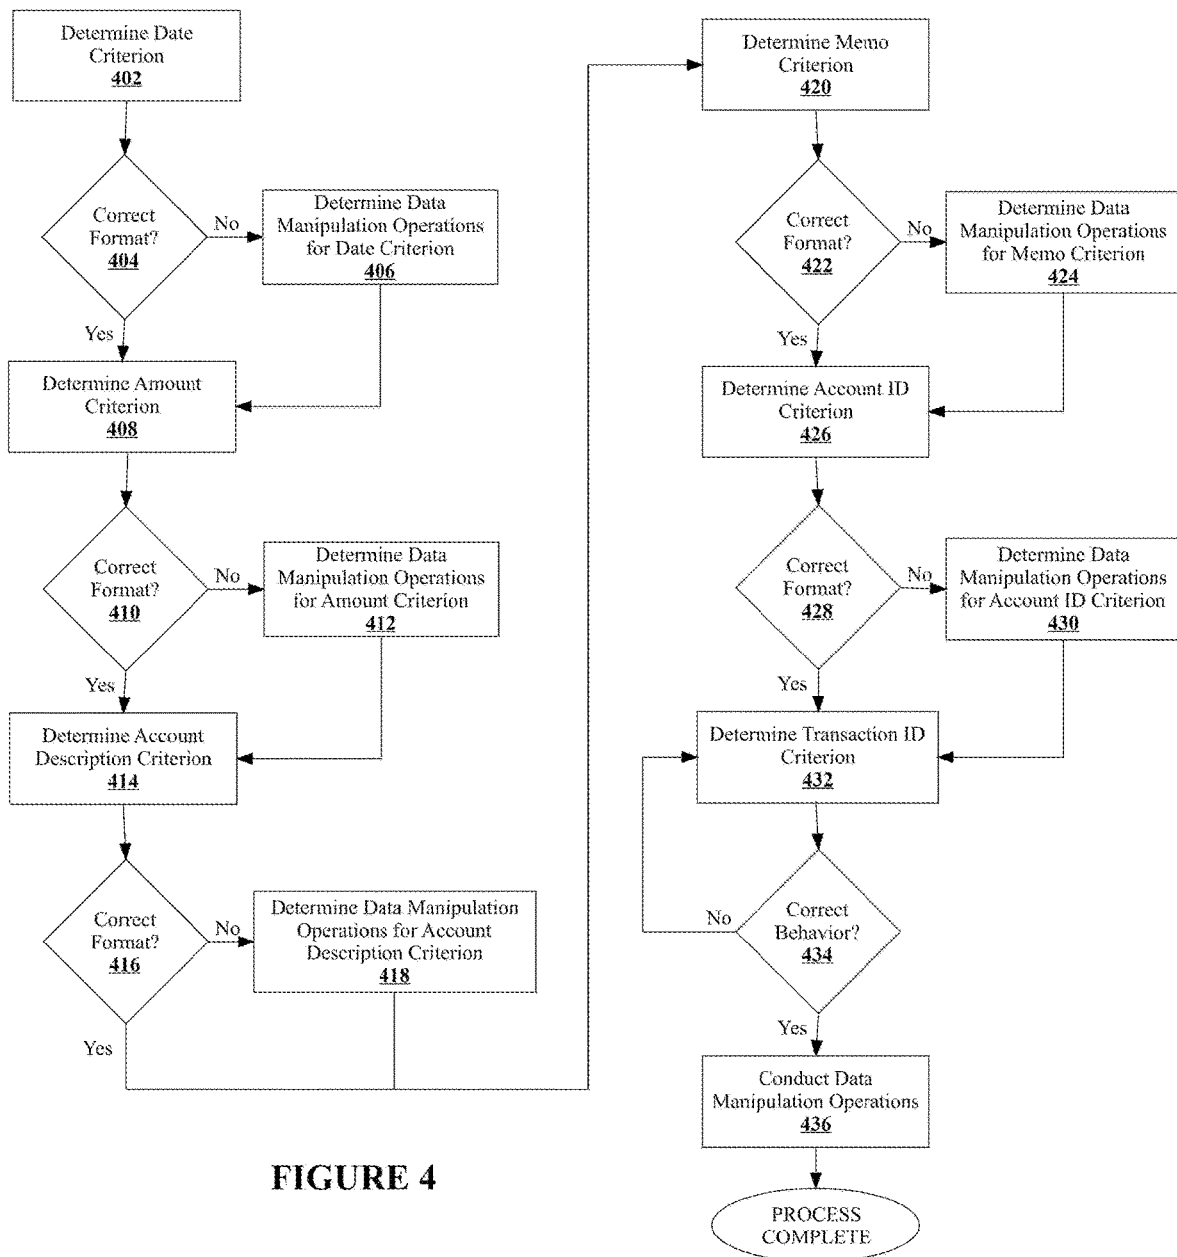 Determine Date
Criterion
402
Correct
Format?
404
No
Determine Data
Manipulation Operations
for Date Criterion
406
Yes
Determine Amount
Criterion
408
Correct
Format?
410
No
Determine Data
Manipulation Operations
for Amount Criterion
412
Yes
Determine Account
Description Criterion
414
Correct
Format?
416
No
Determine Data Manipulation
Operations for Account
Description Criterion
418
Yes
Determine Memo
Criterion
420
Correct
Format?
422
No
Determine Data
Manipulation Operations
for Memo Criterion
424
Yes
Determine Account ID
Criterion
426
Correct
Format?
428
No
Determine Data
Manipulation Operations
for Account ID Criterion
430
Yes
Determine Transaction ID
Criterion
432
Correct
Behavior?
434
No
Yes
Conduct Data
Manipulation Operations
436
PROCESS
COMPLETE
FIGURE 4